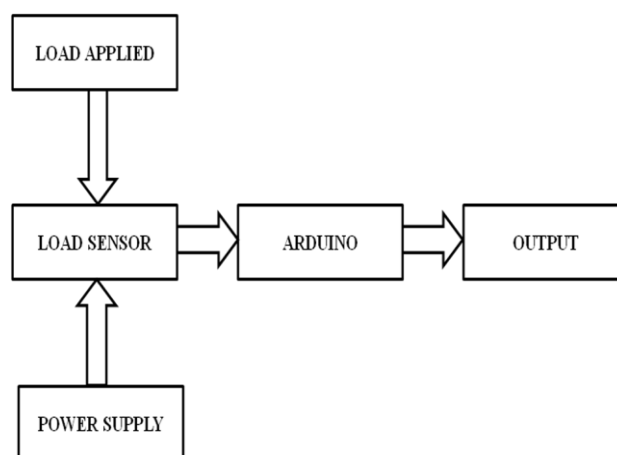 LOAD APPLIED
LOAD SENSOR
ARDUINO
OUTPUT
POWER SUPPLY